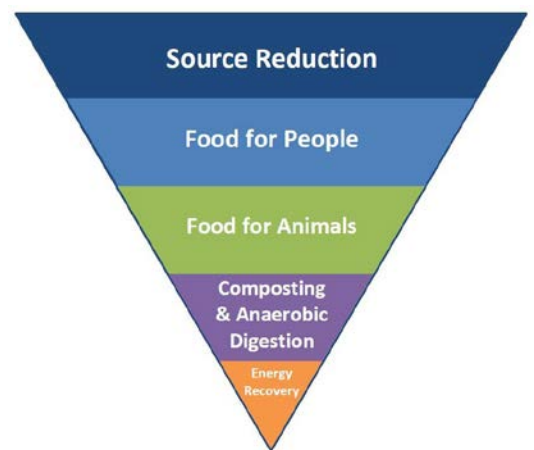 Source Reduction
Food for People
Food for Animals
Composting
& Anaerobic
Digestion
Energy
Recovery